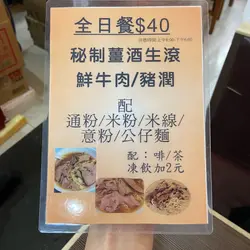 全日餐$40
秘制薑酒生滾
鮮牛肉/豬潤
配
通粉/米粉/米線/
意粉/公仔麵
配：啡/茶
凍飲加2元